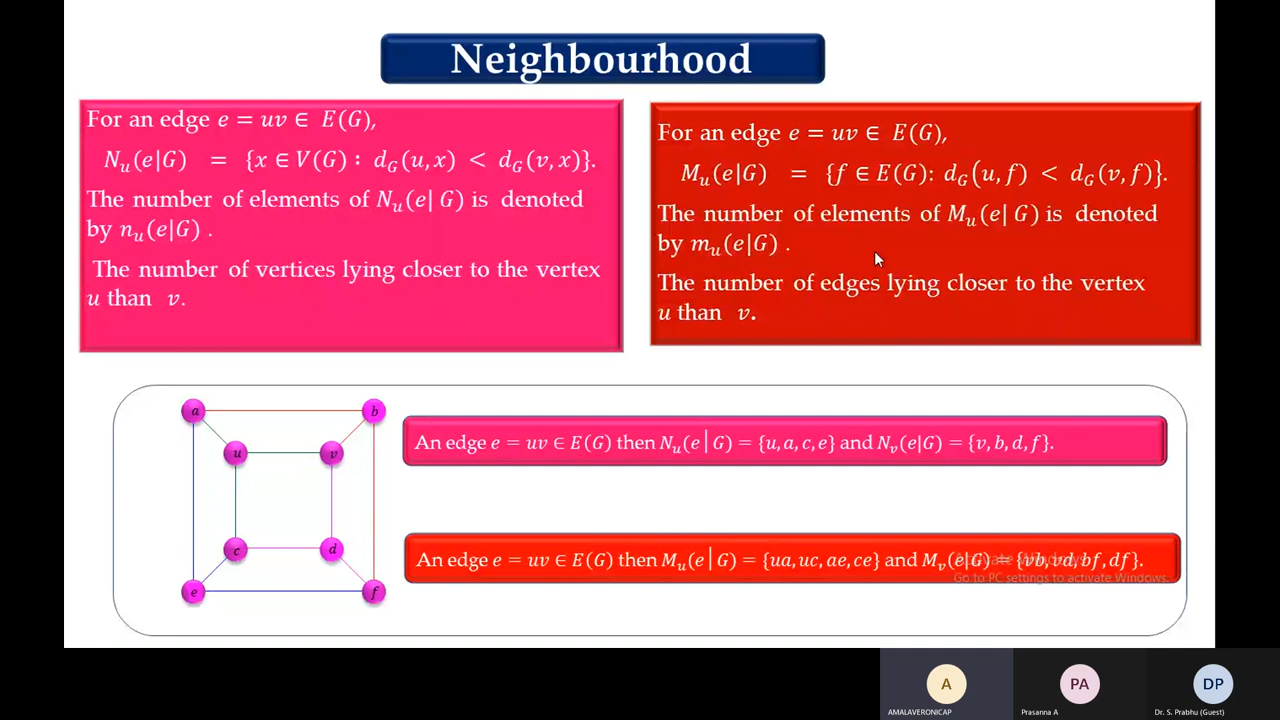 Neighbourhood
For an edge e = uv ∈ E(G),
N_u(e|G) = {x ∈ V(G) : d_G(u, x) < d_G(v, x)}.
The number of elements of N_u(e| G) is denoted
by n_u(e|G) .
The number of vertices lying closer to the vertex
u than v.
For an edge e = uv ∈ E(G),
M_u(e|G) = {f ∈ E(G): d_G(u, f) < d_G(v, f)}.
The number of elements of M_u(e| G) is denoted
by m_u(e|G) .
The number of edges lying closer to the vertex
u than v.
a
b
u
v
c
d
e
f
An edge e = uv ∈ E(G) then N_u(e|G) = {u, a, c, e} and N_v(e|G) = {v, b, d, f}.
An edge e = uv ∈ E(G) then M_u(e|G) = {ua, uc, ae, ce} and M_v(e|G) = {vb, vd, bf, df}.
Activate Windows
Go to PC settings to activate Windows.
A
PA
DP
AMALAVERONICAP
Prasanna A
Dr. S. Prabhu (Guest)